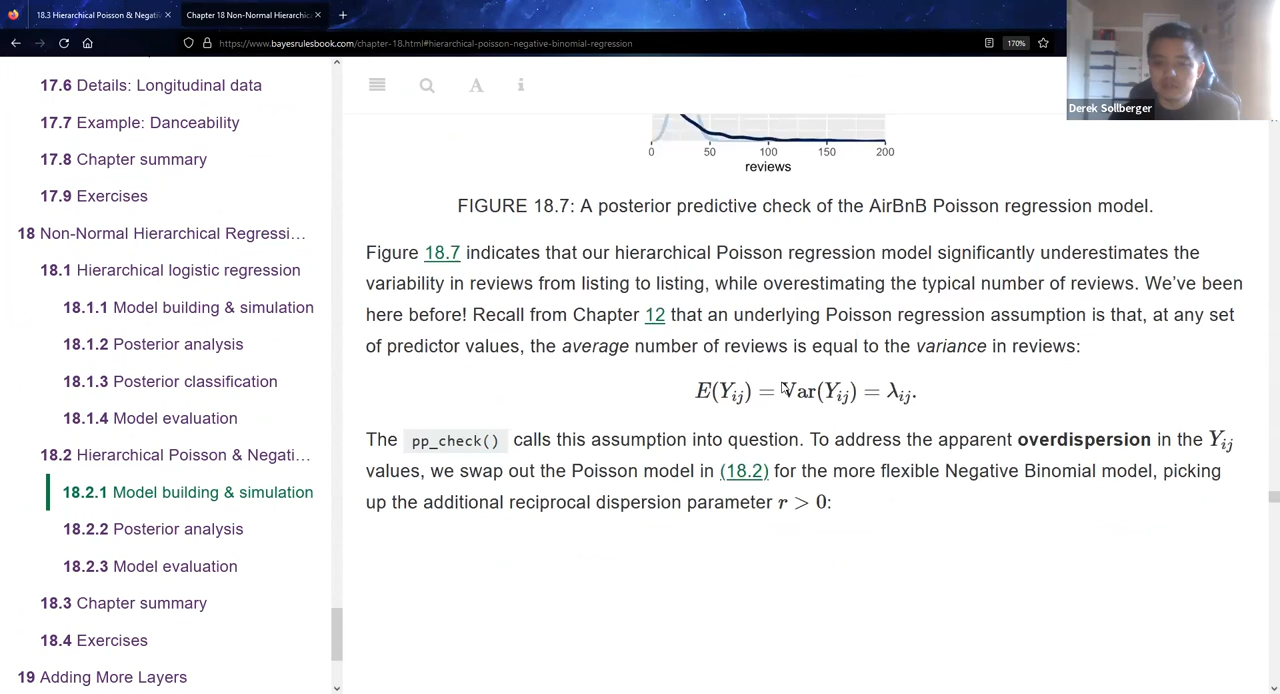 18.3 Hierarchical Poisson & Negati
Chapter 18 Non-Normal Hierarchic
https://www.bayesrulesbook.com/chapter-18.html#hierarchical-poisson-negative-binomial-regression
170%
Derek Sollberger
17.6 Details: Longitudinal data
17.7 Example: Danceability
17.8 Chapter summary
17.9 Exercises
18 Non-Normal Hierarchical Regressi…
18.1 Hierarchical logistic regression
18.1.1 Model building & simulation
18.1.2 Posterior analysis
18.1.3 Posterior classification
18.1.4 Model evaluation
18.2 Hierarchical Poisson & Negati…
18.2.1 Model building & simulation
18.2.2 Posterior analysis
18.2.3 Model evaluation
18.3 Chapter summary
18.4 Exercises
19 Adding More Layers
0 50 100 150 200
reviews
FIGURE 18.7: A posterior predictive check of the AirBnB Poisson regression model.
Figure 18.7 indicates that our hierarchical Poisson regression model significantly underestimates the
variability in reviews from listing to listing, while overestimating the typical number of reviews. We've been
here before! Recall from Chapter 12 that an underlying Poisson regression assumption is that, at any set
of predictor values, the average number of reviews is equal to the variance in reviews:
E(Y_ij) = Var(Y_ij) = λ_ij.
The pp_check() calls this assumption into question. To address the apparent overdispersion in the Y_ij
values, we swap out the Poisson model in (18.2) for the more flexible Negative Binomial model, picking
up the additional reciprocal dispersion parameter r > 0: